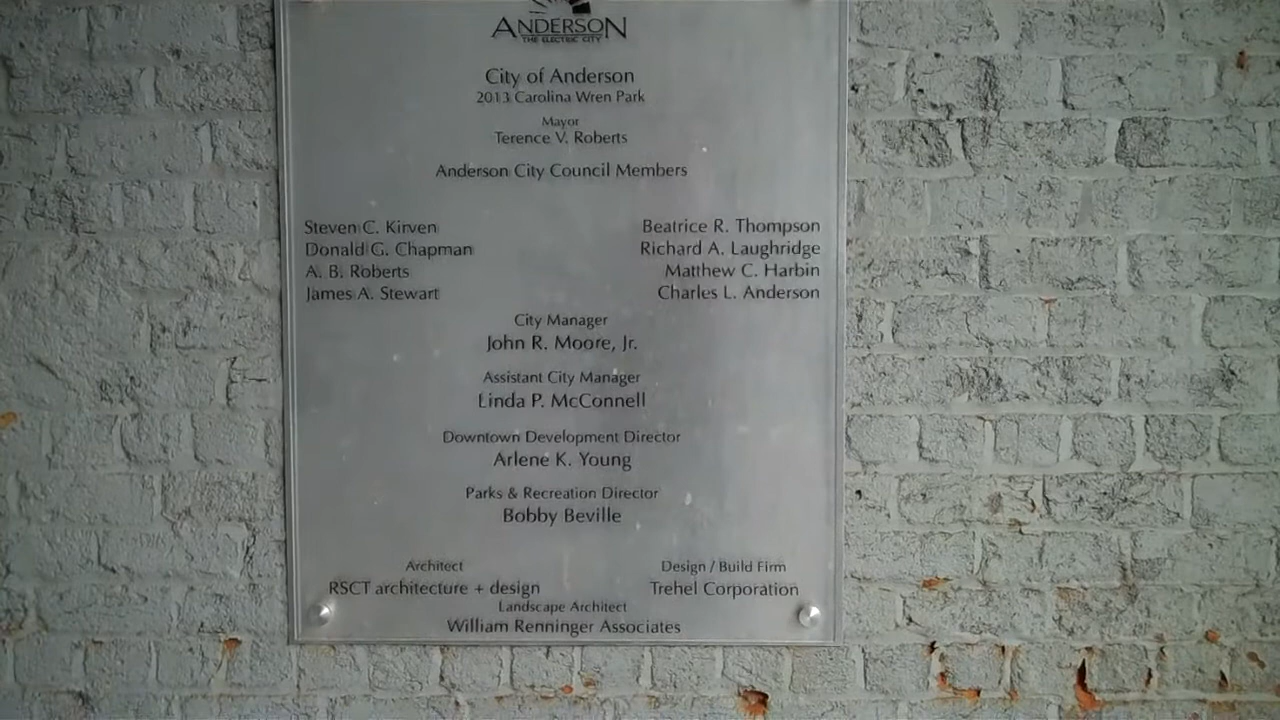 ANDERSON
THE ELECTRIC CITY
City of Anderson
2013 Carolina Wren Park
Mayor
Terence V. Roberts
Anderson City Council Members
Steven C. Kirven
Donald G. Chapman
A. B. Roberts
James A. Stewart
Beatrice R. Thompson
Richard A. Laughridge
Matthew C. Harbin
Charles L. Anderson
City Manager
John R. Moore, Jr.
Assistant City Manager
Linda P. McConnell
Downtown Development Director
Arlene K. Young
Parks & Recreation Director
Bobby Beville
Architect
RSCT architecture + design
Design / Build Firm
Trehel Corporation
Landscape Architect
William Renninger Associates